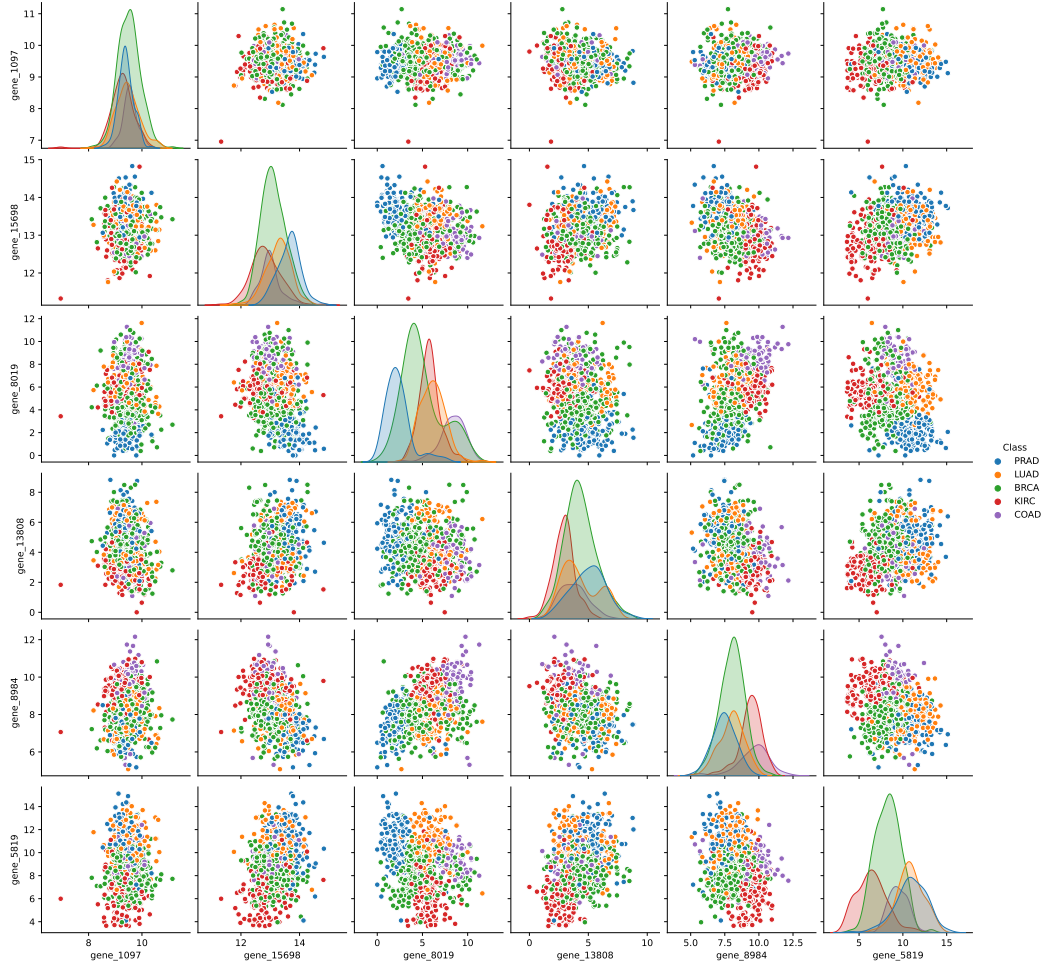 11
10
9
8
7
gene_1097
15
14
13
12
gene_15698
12
10
8
6
4
2
0
gene_8019
Class
PRAD
LUAD
BRCA
KIRC
COAD
8
6
4
2
0
gene_13808
12
10
8
6
gene_8984
14
12
10
8
6
4
gene_5819
8 10
12 14
0 5 10
0 5 10
5.0 7.5 10.0 12.5
5 10 15
gene_1097
gene_15698
gene_8019
gene_13808
gene_8984
gene_5819